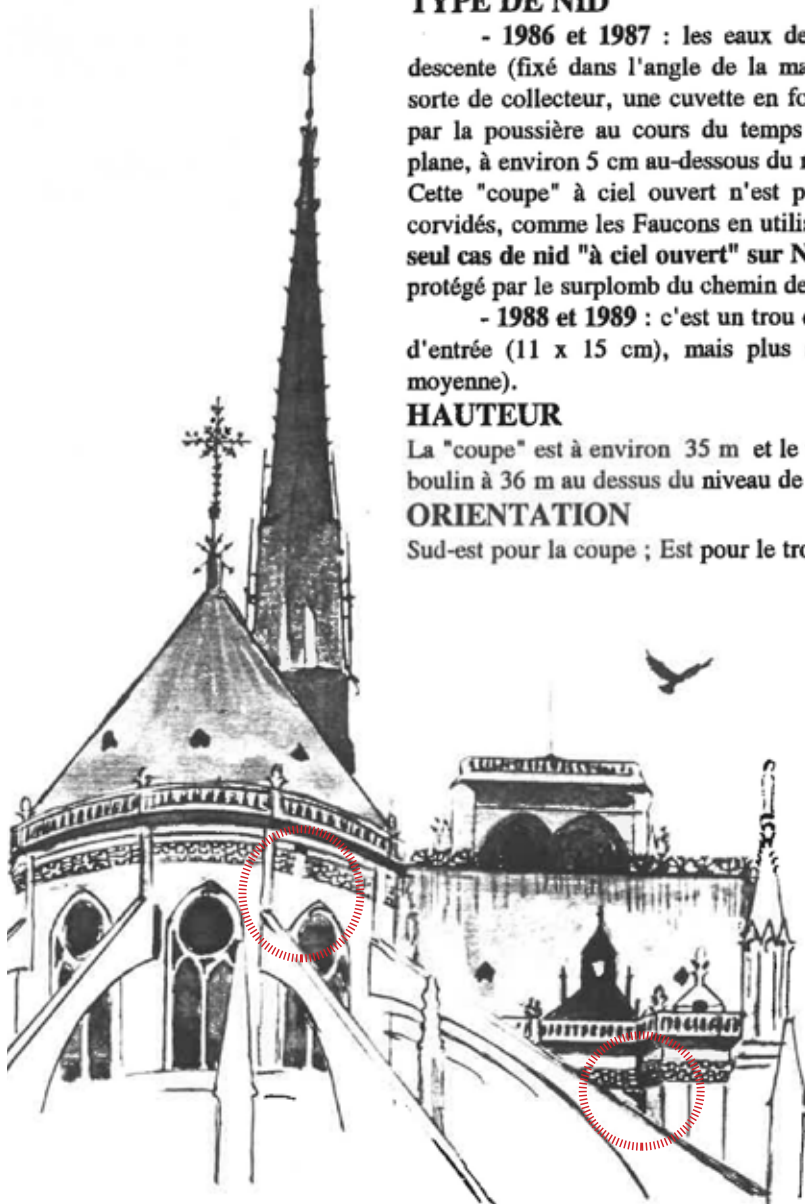 TYPE DE NID
- 1986 et 1987 : les eaux de
descente (fixé dans l'angle de la ma
sorte de collecteur, une cuvette en fo
par la poussière au cours du temps
plane, à environ 5 cm au-dessous du
Cette "coupe" à ciel ouvert n'est p
corvidés, comme les Faucons en utilis
seul cas de nid "à ciel ouvert" sur N
protégé par le surplomb du chemin de
- 1988 et 1989 : c'est un trou
d'entrée (11 x 15 cm), mais plus
moyenne).
HAUTEUR
La "coupe" est à environ 35 m et le
boulin à 36 m au dessus du niveau de
ORIENTATION
Sud-est pour la coupe ; Est pour le tro